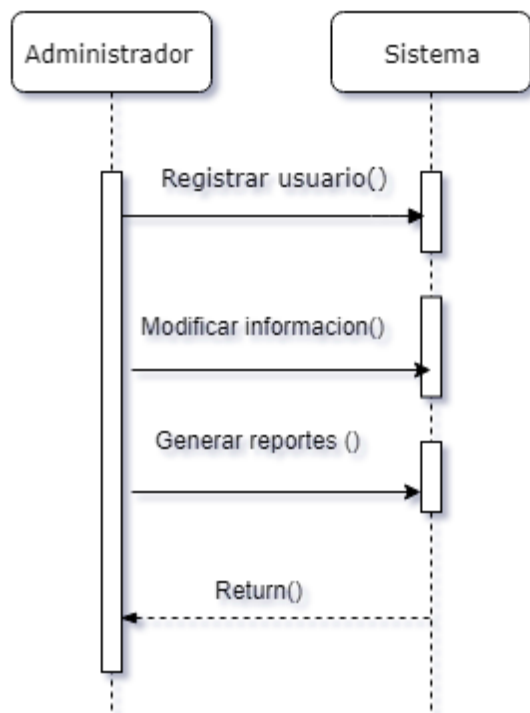 Administrador
Sistema
Registrar usuario()
Modificar informacion()
Generar reportes ()
Return()